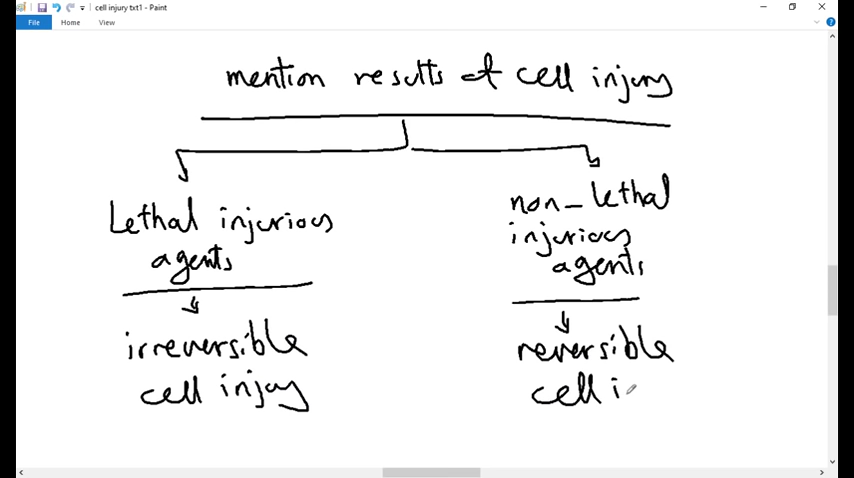 cell injury txt1 - Paint
File Home View
mention results of cell injury
Lethal injurious
agents
irreversible
cell injury
non-lethal
injurious
agents
reversible
cell i